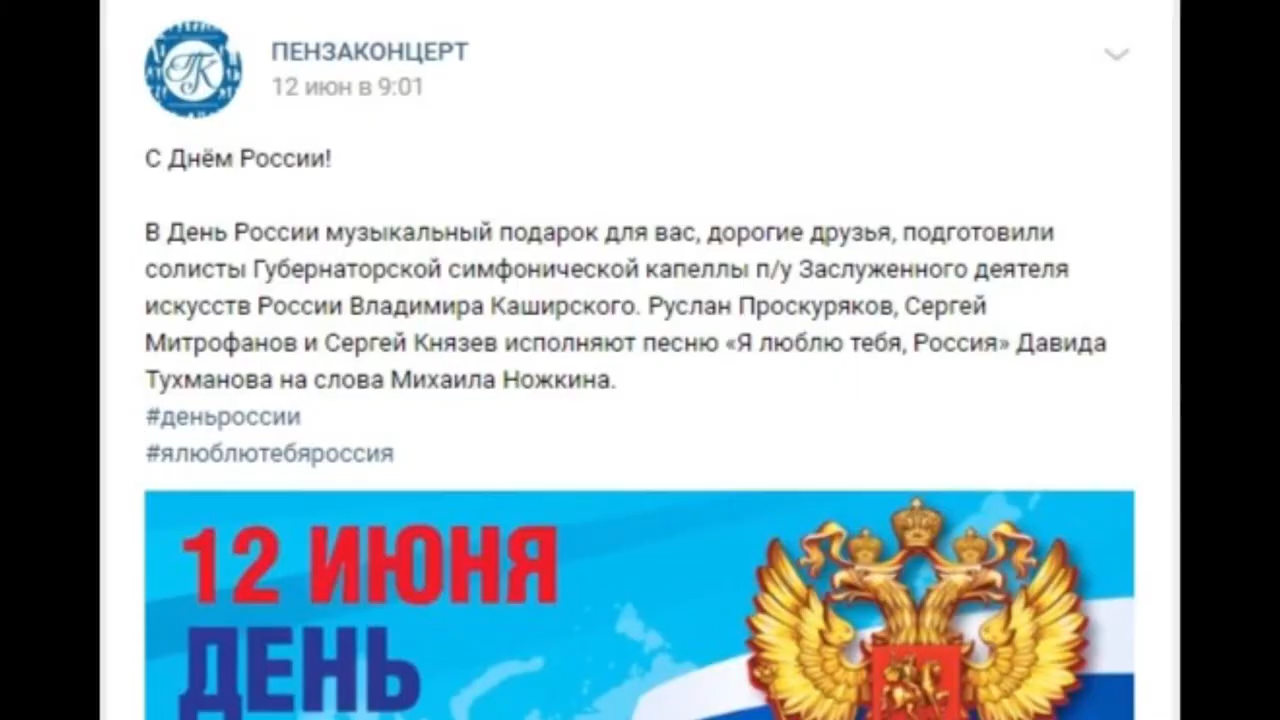 ПЕНЗАКОНЦЕРТ
12 июн в 9:01
С Днём России!
В День России музыкальный подарок для вас, дорогие друзья, подготовили
солисты Губернаторской симфонической капеллы п/у Заслуженного деятеля
искусств России Владимира Каширского. Руслан Проскуряков, Сергей
Митрофанов и Сергей Князев исполняют песню «Я люблю тебя, Россия» Давида
Тухманова на слова Михаила Ножкина.
#деньроссии
#ялюблютебяроссия
12 ИЮНЯ
ДЕНЬ